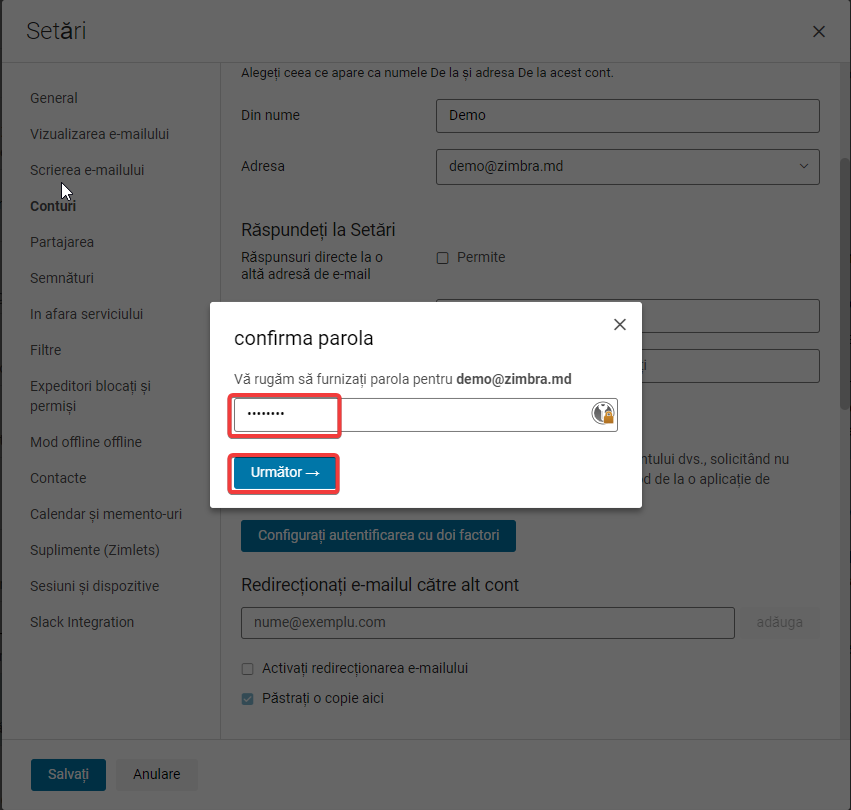 Setări
General
Vizualizarea e-mailului
Scrierea e-mailului
Conturi
Partajarea
Semnături
In afara serviciului
Filtre
Expeditori blocați și
permiși
Mod offline offline
Contacte
Calendar și memento-uri
Suplimente (Zimlets)
Sesiuni și dispozitive
Slack Integration
Alegeți ceea ce apare ca numele De la și adresa De la acest cont.
Din nume
Demo
Adresa
demo@zimbra.md
Răspundeți la Setări
Răspunsuri directe la o
altă adresă de e-mail
Permite
confirma parola
Vă rugăm să furnizați parola pentru demo@zimbra.md
••••••••
Următor →
ntului dvs., solicitând nu
d de la o aplicație de
Configurați autentificarea cu doi factori
Redirecționați e-mailul către alt cont
nume@exemplu.com
adăuga
Activați redirecționarea e-mailului
Păstrați o copie aici
Salvați
Anulare